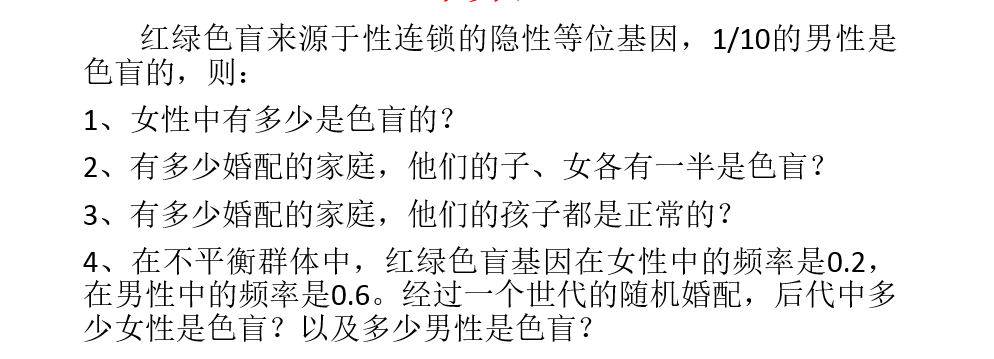 红绿色盲来源于性连锁的隐性等位基因，1/10的男性是
色盲的，则：
1、女性中有多少是色盲的？
2、有多少婚配的家庭，他们的子、女各有一半是色盲？
3、有多少婚配的家庭，他们的孩子都是正常的？
4、在不平衡群体中，红绿色盲基因在女性中的频率是0.2，
在男性中的频率是0.6。经过一个世代的随机婚配，后代中多
少女性是色盲？以及多少男性是色盲？